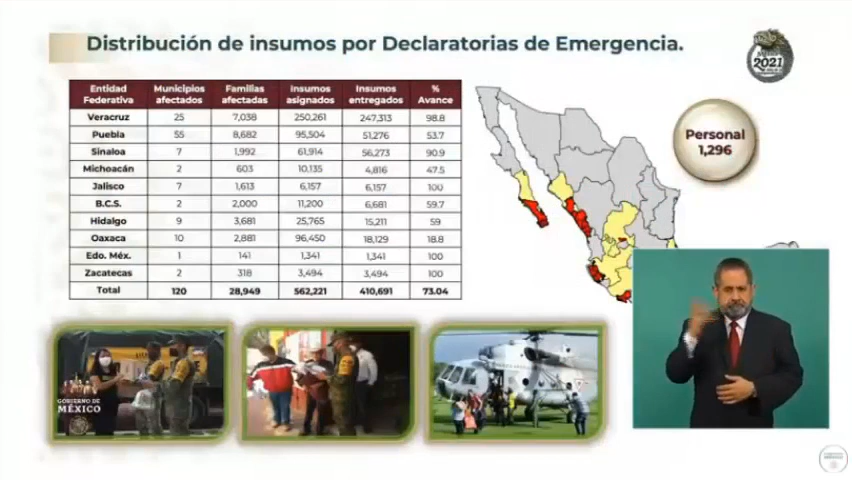 Distribución de insumos por Declaratorias de Emergencia.
2021
Entidad Federativa Municipios afectados Familias afectadas Insumos asignados Insumos entregados % Avance
Veracruz 25 7,038 250,261 247,313 98.8
Puebla 55 8,682 95,504 51,276 53.7
Sinaloa 7 1,992 61,914 56,273 90.9
Michoacán 2 603 10,135 4,816 47.5
Jalisco 7 1,613 6,157 6,157 100
B.C.S. 2 2,000 11,200 6,681 59.7
Hidalgo 9 3,681 25,765 15,211 59
Oaxaca 10 2,881 96,450 18,129 18.8
Edo. Méx. 1 141 1,341 1,341 100
Zacatecas 2 318 3,494 3,494 100
Total 120 28,949 562,221 410,691 73.04
Personal
1,296
GOBIERNO DE
MÉXICO